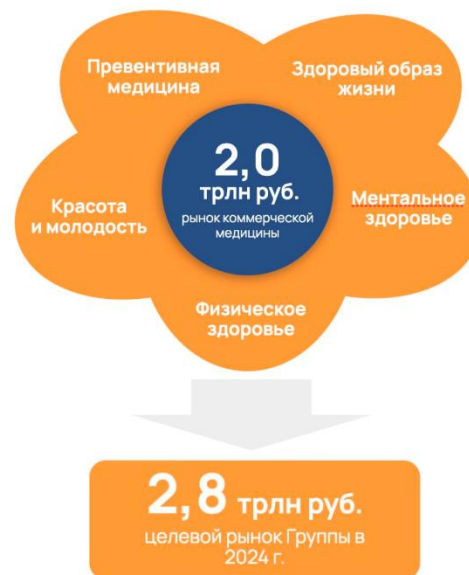 Превентивная
медицина
Здоровый образ
жизни
2,0
трлн руб.
рынок коммерческой
медицины
Красота
и молодость
Ментальное
здоровье
Физическое
здоровье
2,8 трлн руб.
целевой рынок Группы в
2024 г.